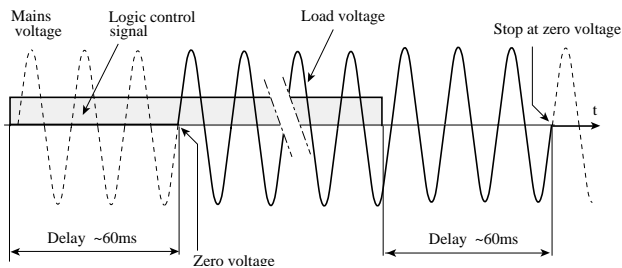 Mains
voltage
Logic control
signal
Load voltage
Stop at zero voltage
t
Delay ~60ms
Zero voltage
Delay ~60ms